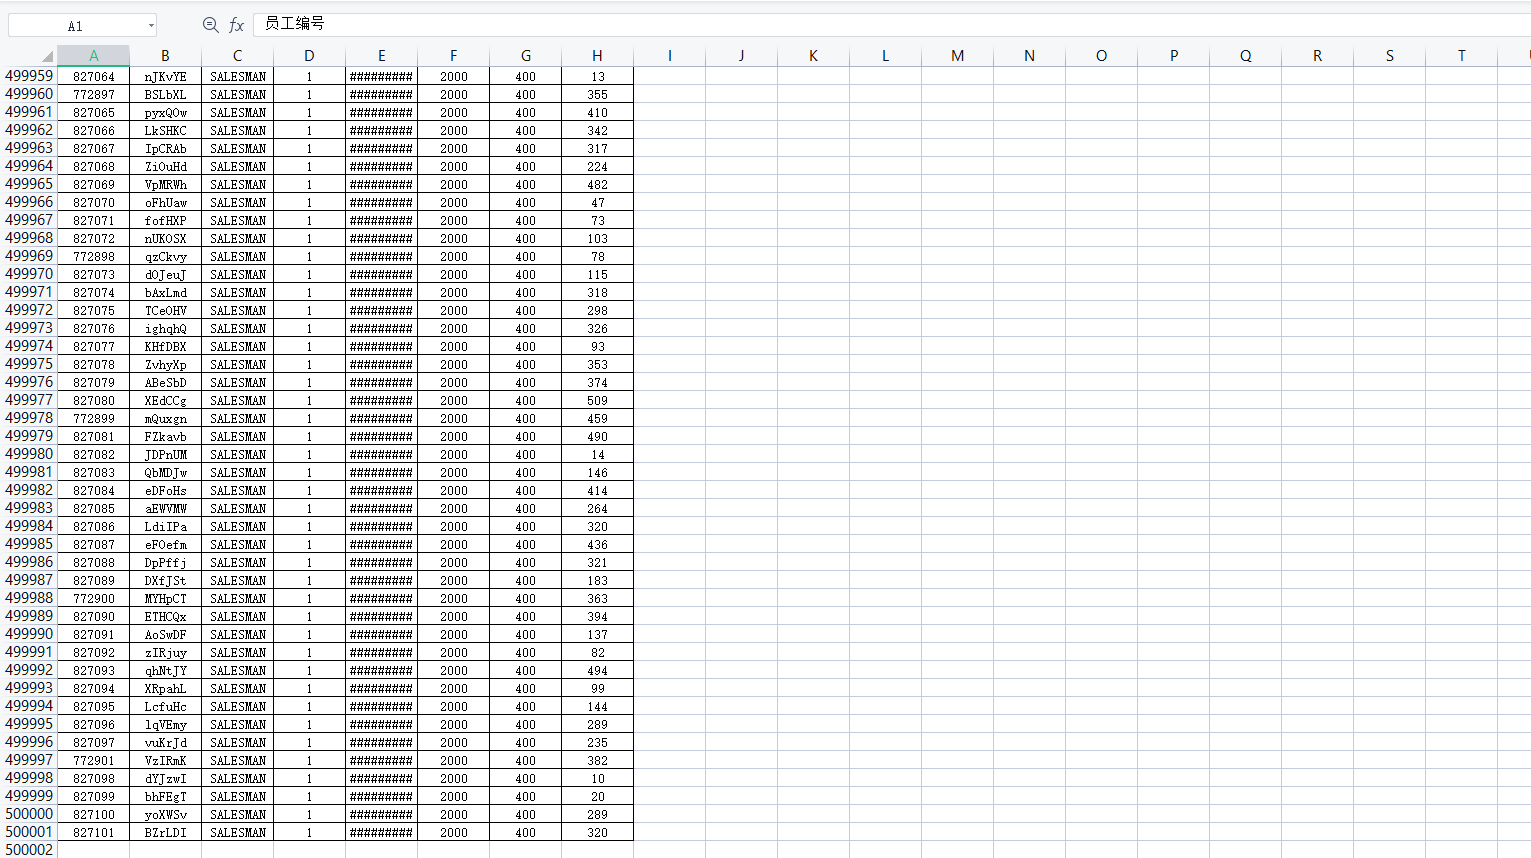 A1 fx 员工编号
A B C D E F G H I J K L M N O P Q R S T
499959 827064 nJKvYE SALESMAN 1 ######### 2000 400 13
499960 772897 BSLbXL SALESMAN 1 ######### 2000 400 355
499961 827065 pyxQOw SALESMAN 1 ######### 2000 400 410
499962 827066 LkSHKC SALESMAN 1 ######### 2000 400 342
499963 827067 IpCRAb SALESMAN 1 ######### 2000 400 317
499964 827068 ZiOuHd SALESMAN 1 ######### 2000 400 224
499965 827069 VpMRWh SALESMAN 1 ######### 2000 400 482
499966 827070 oFhUaw SALESMAN 1 ######### 2000 400 47
499967 827071 fofHXP SALESMAN 1 ######### 2000 400 73
499968 827072 nUKOSX SALESMAN 1 ######### 2000 400 103
499969 772898 qzCkvy SALESMAN 1 ######### 2000 400 78
499970 827073 dOJeuJ SALESMAN 1 ######### 2000 400 115
499971 827074 bAxLmd SALESMAN 1 ######### 2000 400 318
499972 827075 TCeOHV SALESMAN 1 ######### 2000 400 298
499973 827076 ighqhQ SALESMAN 1 ######### 2000 400 326
499974 827077 KHfDBX SALESMAN 1 ######### 2000 400 93
499975 827078 ZvhyXp SALESMAN 1 ######### 2000 400 353
499976 827079 ABeSbD SALESMAN 1 ######### 2000 400 374
499977 827080 XEdCCg SALESMAN 1 ######### 2000 400 509
499978 772899 mQuxgn SALESMAN 1 ######### 2000 400 459
499979 827081 FZkavb SALESMAN 1 ######### 2000 400 490
499980 827082 JDPnUM SALESMAN 1 ######### 2000 400 14
499981 827083 QbMDJw SALESMAN 1 ######### 2000 400 146
499982 827084 eDFoHs SALESMAN 1 ######### 2000 400 414
499983 827085 aEWVMW SALESMAN 1 ######### 2000 400 264
499984 827086 LdiIPa SALESMAN 1 ######### 2000 400 320
499985 827087 eFOefm SALESMAN 1 ######### 2000 400 436
499986 827088 DpPffj SALESMAN 1 ######### 2000 400 321
499987 827089 DXfJSt SALESMAN 1 ######### 2000 400 183
499988 772900 MYHpCT SALESMAN 1 ######### 2000 400 363
499989 827090 ETHCQx SALESMAN 1 ######### 2000 400 394
499990 827091 AoSwDF SALESMAN 1 ######### 2000 400 137
499991 827092 zIRjuy SALESMAN 1 ######### 2000 400 82
499992 827093 qhNtJY SALESMAN 1 ######### 2000 400 494
499993 827094 XRpahL SALESMAN 1 ######### 2000 400 99
499994 827095 LcfuHc SALESMAN 1 ######### 2000 400 144
499995 827096 lqVEmy SALESMAN 1 ######### 2000 400 289
499996 827097 vuKrJd SALESMAN 1 ######### 2000 400 235
499997 772901 VzIRmK SALESMAN 1 ######### 2000 400 382
499998 827098 dYJzwI SALESMAN 1 ######### 2000 400 10
499999 827099 bhFEgT SALESMAN 1 ######### 2000 400 20
500000 827100 yoXWSv SALESMAN 1 ######### 2000 400 289
500001 827101 BZrLDI SALESMAN 1 ######### 2000 400 320
500002